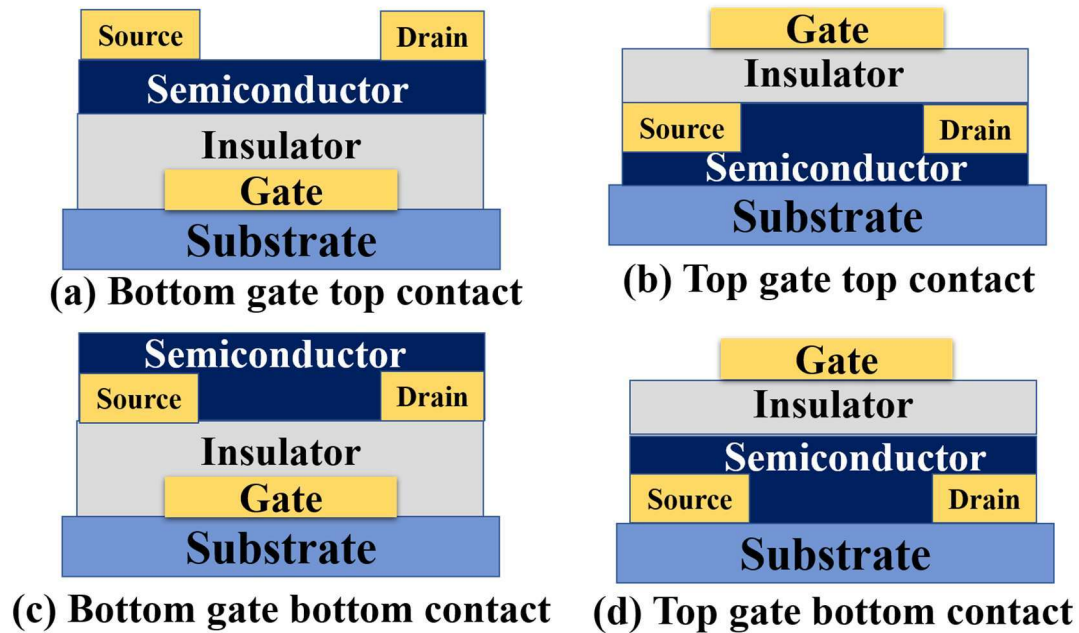 Source
Drain
Semiconductor
Insulator
Gate
Substrate
(a) Bottom gate top contact
Gate
Insulator
Source
Drain
Semiconductor
Substrate
(b) Top gate top contact
Semiconductor
Source
Drain
Insulator
Gate
Substrate
(c) Bottom gate bottom contact
Gate
Insulator
Semiconductor
Source
Drain
Substrate
(d) Top gate bottom contact